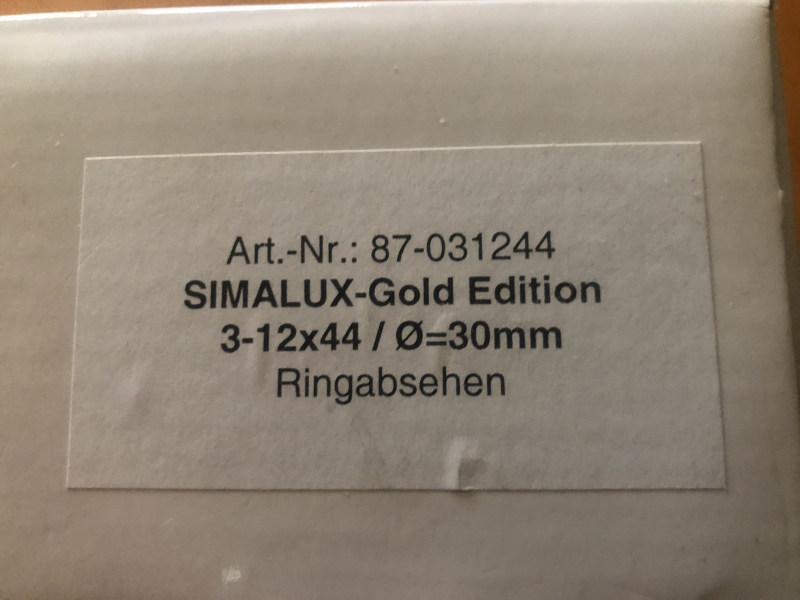 Art.-Nr.: 87-031244
SIMALUX-Gold Edition
3-12x44 / Ø=30mm
Ringabsehen